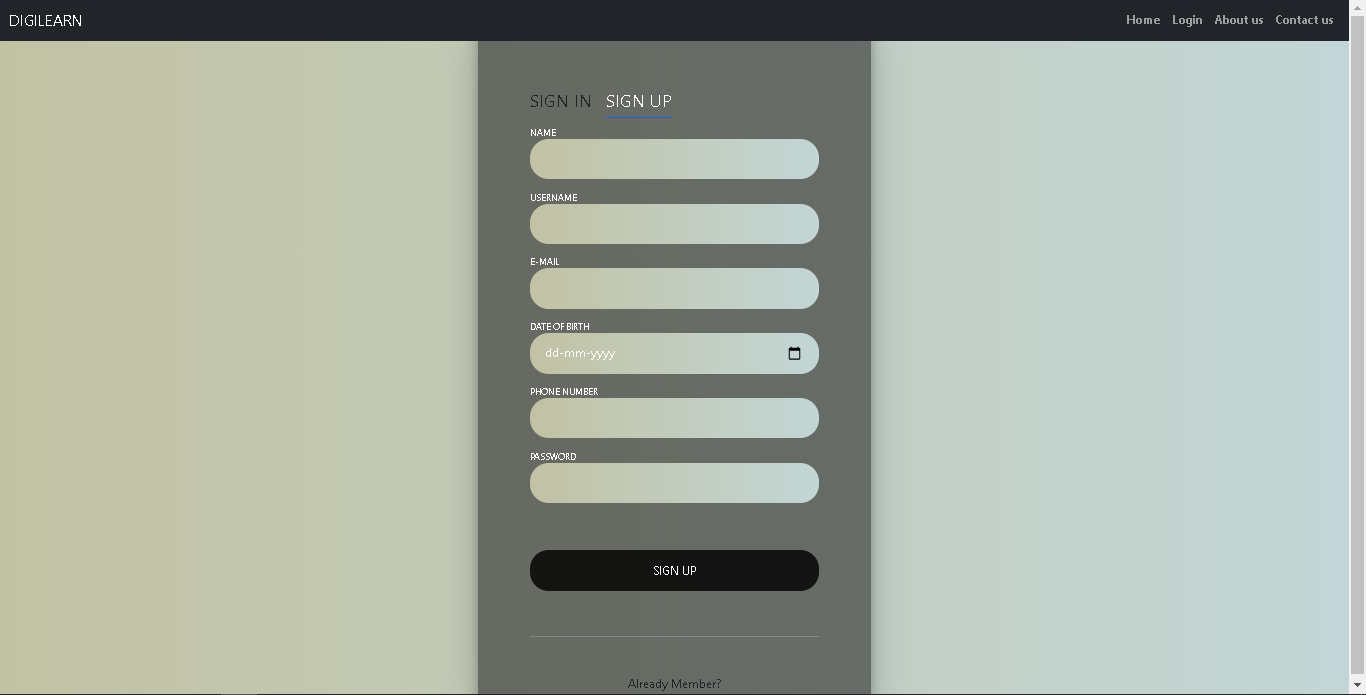 DIGILEARN Home Login About us Contact us
SIGN IN SIGN UP
NAME
USERNAME
E-MAIL
DATE OF BIRTH
dd-mm-yyyy
PHONE NUMBER
PASSWORD
SIGN UP
Already Member?